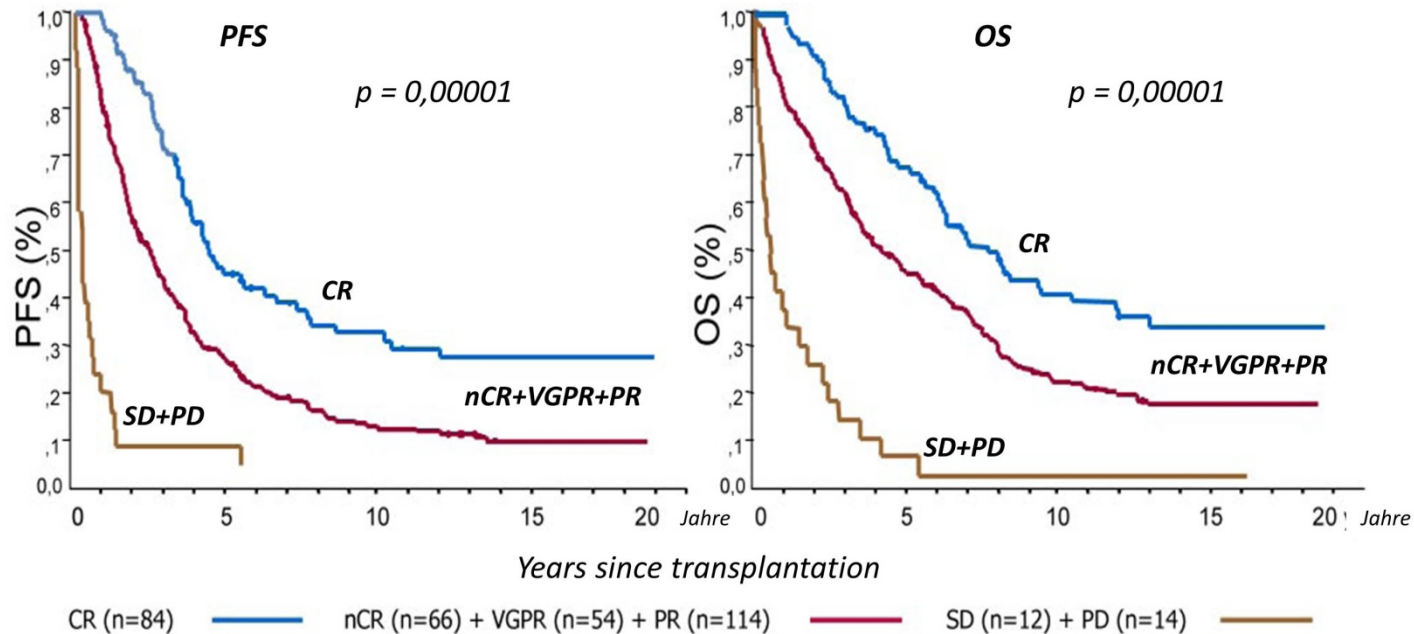 PFS
p = 0,00001
PFS (%)
1,0
,9
,8
,7
,6
,5
,4
,3
,2
,1
0,0
CR
nCR+VGPR+PR
SD+PD
0 5 10 15 20 Jahre
OS
p = 0,00001
OS (%)
1,0
,9
,8
,7
,6
,5
,4
,3
,2
,1
0,0
CR
nCR+VGPR+PR
SD+PD
0 5 10 15 20 Jahre
Years since transplantation
CR (n=84) nCR (n=66) + VGPR (n=54) + PR (n=114) SD (n=12) + PD (n=14)